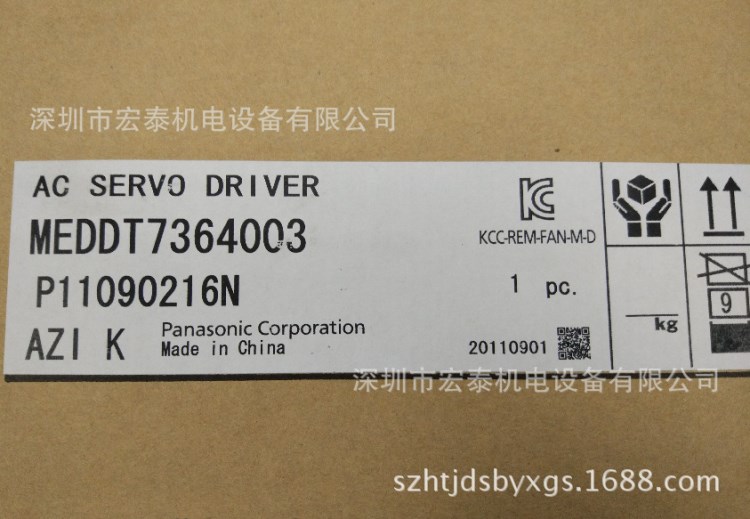 深圳市宏泰机电设备有限公司
AC SERVO DRIVER
MEDDT7364003
P11090216N
AZI K
Panasonic Corporation
Made in China
KC
KCC-REM-FAN-M-D
1 pc.
20110901
kg
9
深圳市宏泰机电设备有限公司
szhtjdsbyxgs.1688.com